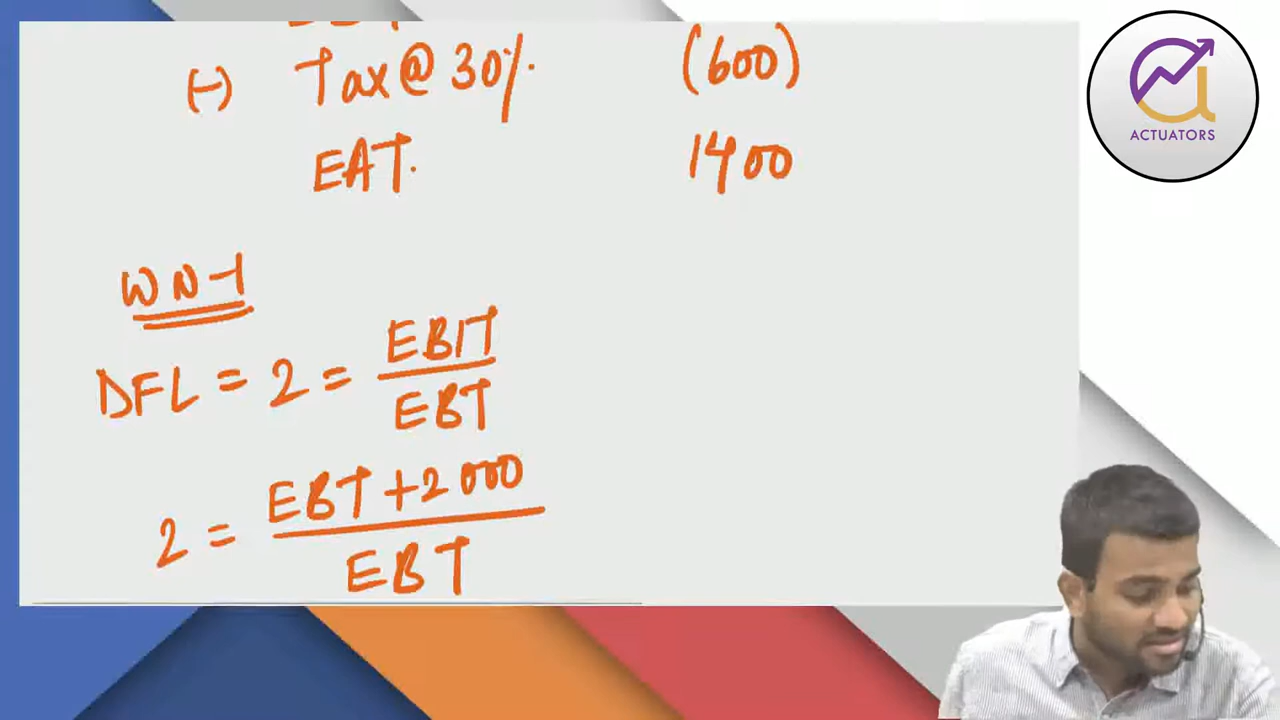 (-) Tax @ 30%. (600)
EAT. 1400
WN-1
DFL = 2 = EBIT / EBT
2 = EBT + 2000 / EBT
ACTUATORS